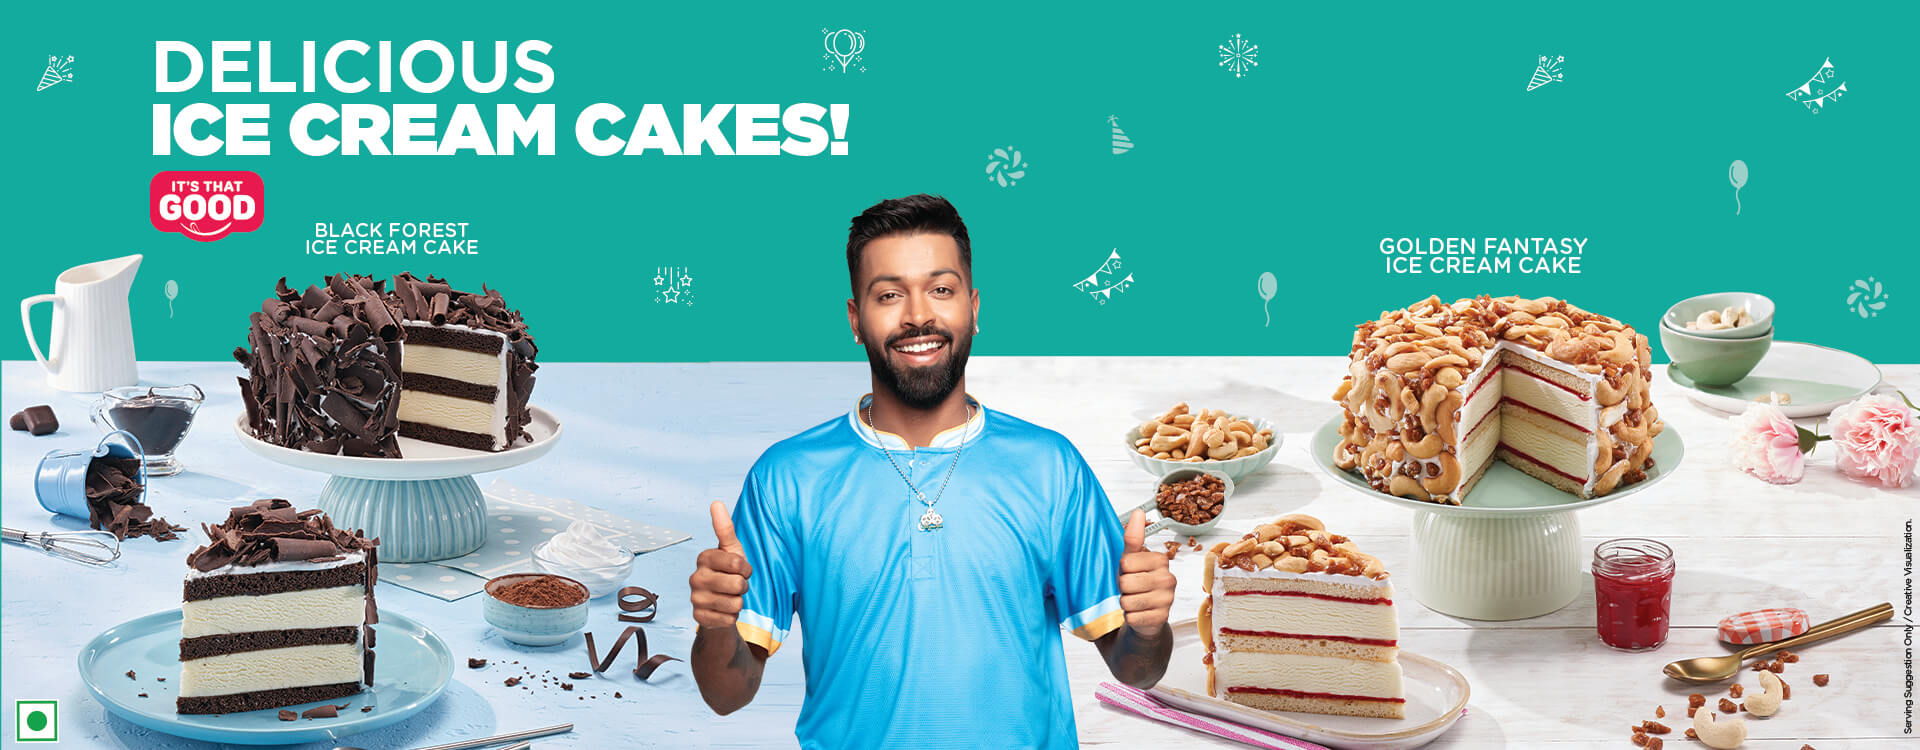 DELICIOUS
ICE CREAM CAKES!
IT'S THAT
GOOD
BLACK FOREST
ICE CREAM CAKE
GOLDEN FANTASY
ICE CREAM CAKE
Serving Suggestion Only / Creative Visualization.